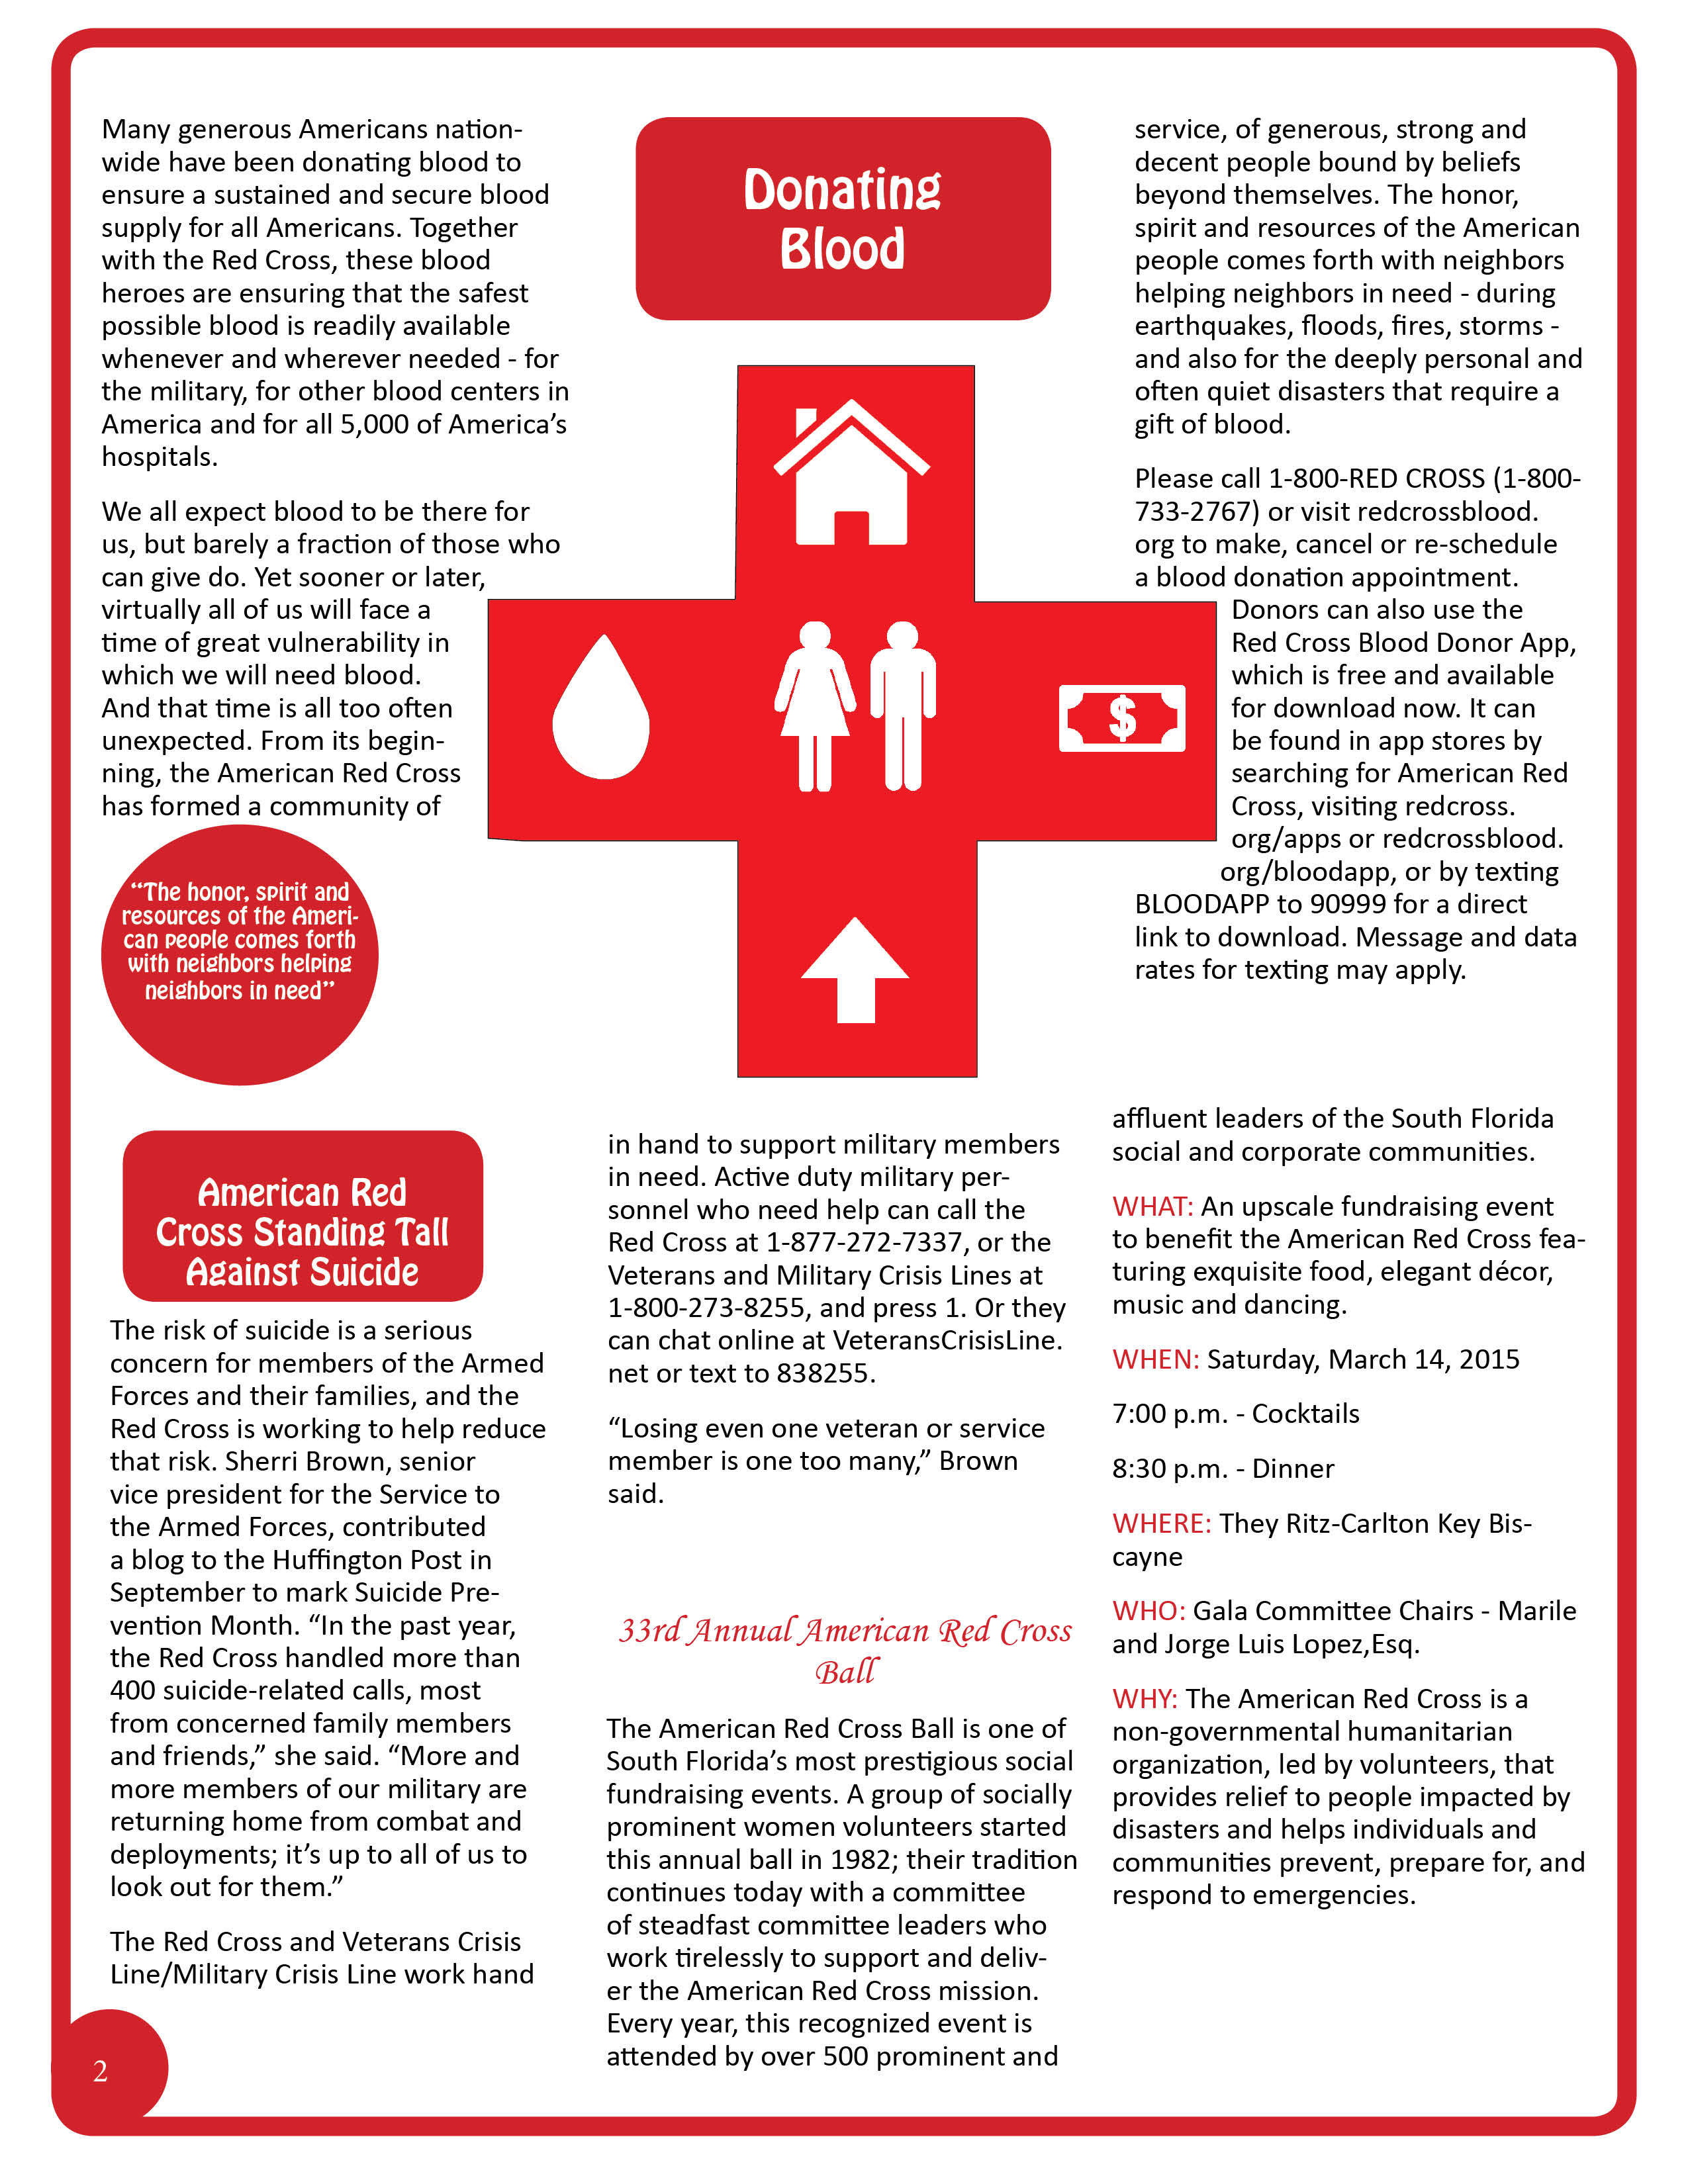 Donating
Blood
Many generous Americans nation-
wide have been donating blood to
ensure a sustained and secure blood
supply for all Americans. Together
with the Red Cross, these blood
heroes are ensuring that the safest
possible blood is readily available
whenever and wherever needed - for
the military, for other blood centers in
America and for all 5,000 of America’s
hospitals.
We all expect blood to be there for
us, but barely a fraction of those who
can give do. Yet sooner or later,
virtually all of us will face a
time of great vulnerability in
which we will need blood.
And that time is all too often
unexpected. From its begin-
ning, the American Red Cross
has formed a community of
service, of generous, strong and
decent people bound by beliefs
beyond themselves. The honor,
spirit and resources of the American
people comes forth with neighbors
helping neighbors in need - during
earthquakes, floods, fires, storms -
and also for the deeply personal and
often quiet disasters that require a
gift of blood.
Please call 1-800-RED CROSS (1-800-
733-2767) or visit redcrossblood.
org to make, cancel or re-schedule
a blood donation appointment.
Donors can also use the
Red Cross Blood Donor App,
which is free and available
for download now. It can
be found in app stores by
searching for American Red
Cross, visiting redcross.
org/apps or redcrossblood.
org/bloodapp, or by texting
BLOODAPP to 90999 for a direct
link to download. Message and data
rates for texting may apply.
$
“The honor, spirit and
resources of the Ameri-
can people comes forth
with neighbors helping
neighbors in need”
American Red
Cross Standing Tall
Against Suicide
The risk of suicide is a serious
concern for members of the Armed
Forces and their families, and the
Red Cross is working to help reduce
that risk. Sherri Brown, senior
vice president for the Service to
the Armed Forces, contributed
a blog to the Huffington Post in
September to mark Suicide Pre-
vention Month. “In the past year,
the Red Cross handled more than
400 suicide-related calls, most
from concerned family members
and friends,” she said. “More and
more members of our military are
returning home from combat and
deployments; it’s up to all of us to
look out for them.”
The Red Cross and Veterans Crisis
Line/Military Crisis Line work hand
in hand to support military members
in need. Active duty military per-
sonnel who need help can call the
Red Cross at 1-877-272-7337, or the
Veterans and Military Crisis Lines at
1-800-273-8255, and press 1. Or they
can chat online at VeteransCrisisLine.
net or text to 838255.
“Losing even one veteran or service
member is one too many,” Brown
said.
33rd Annual American Red Cross
Ball
The American Red Cross Ball is one of
South Florida’s most prestigious social
fundraising events. A group of socially
prominent women volunteers started
this annual ball in 1982; their tradition
continues today with a committee
of steadfast committee leaders who
work tirelessly to support and deliv-
er the American Red Cross mission.
Every year, this recognized event is
attended by over 500 prominent and
affluent leaders of the South Florida
social and corporate communities.
WHAT: An upscale fundraising event
to benefit the American Red Cross fea-
turing exquisite food, elegant décor,
music and dancing.
WHEN: Saturday, March 14, 2015
7:00 p.m. - Cocktails
8:30 p.m. - Dinner
WHERE: They Ritz-Carlton Key Bis-
cayne
WHO: Gala Committee Chairs - Marile
and Jorge Luis Lopez,Esq.
WHY: The American Red Cross is a
non-governmental humanitarian
organization, led by volunteers, that
provides relief to people impacted by
disasters and helps individuals and
communities prevent, prepare for, and
respond to emergencies.
2